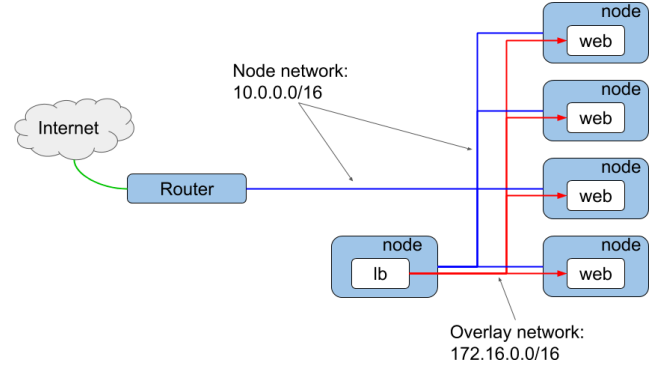 node
web
Node network:
10.0.0.0/16
node
web
Internet
node
Router
web
node
node
lb
web
Overlay network:
172.16.0.0/16